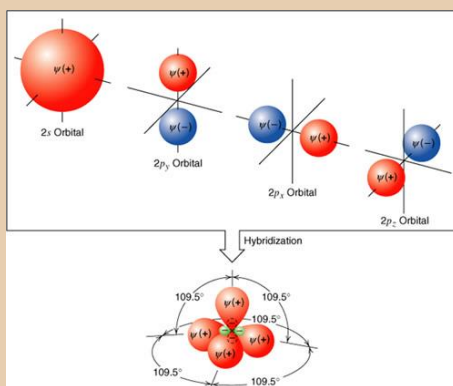 ψ(+)
2s Orbital
ψ(+)
ψ(–)
2py Orbital
ψ(–)
ψ(+)
2px Orbital
ψ(–)
ψ(+)
2pz Orbital
Hybridization
109.5°
109.5°
ψ(+)
109.5°
ψ(+)
ψ(+)
ψ(+)
109.5°
109.5°